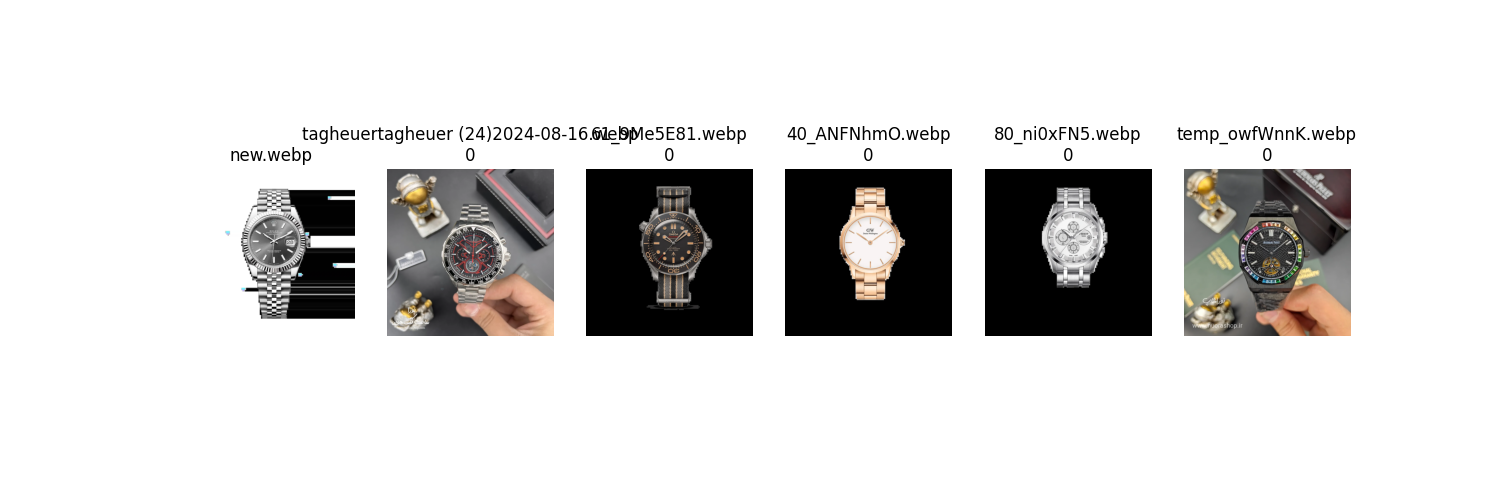 new.webp
tagheuertagheuer (24)2024-08-16.webp
0
61_9Me5E81.webp
0
40_ANFNhmO.webp
0
80_ni0xFN5.webp
0
temp_owfWnnK.webp
0